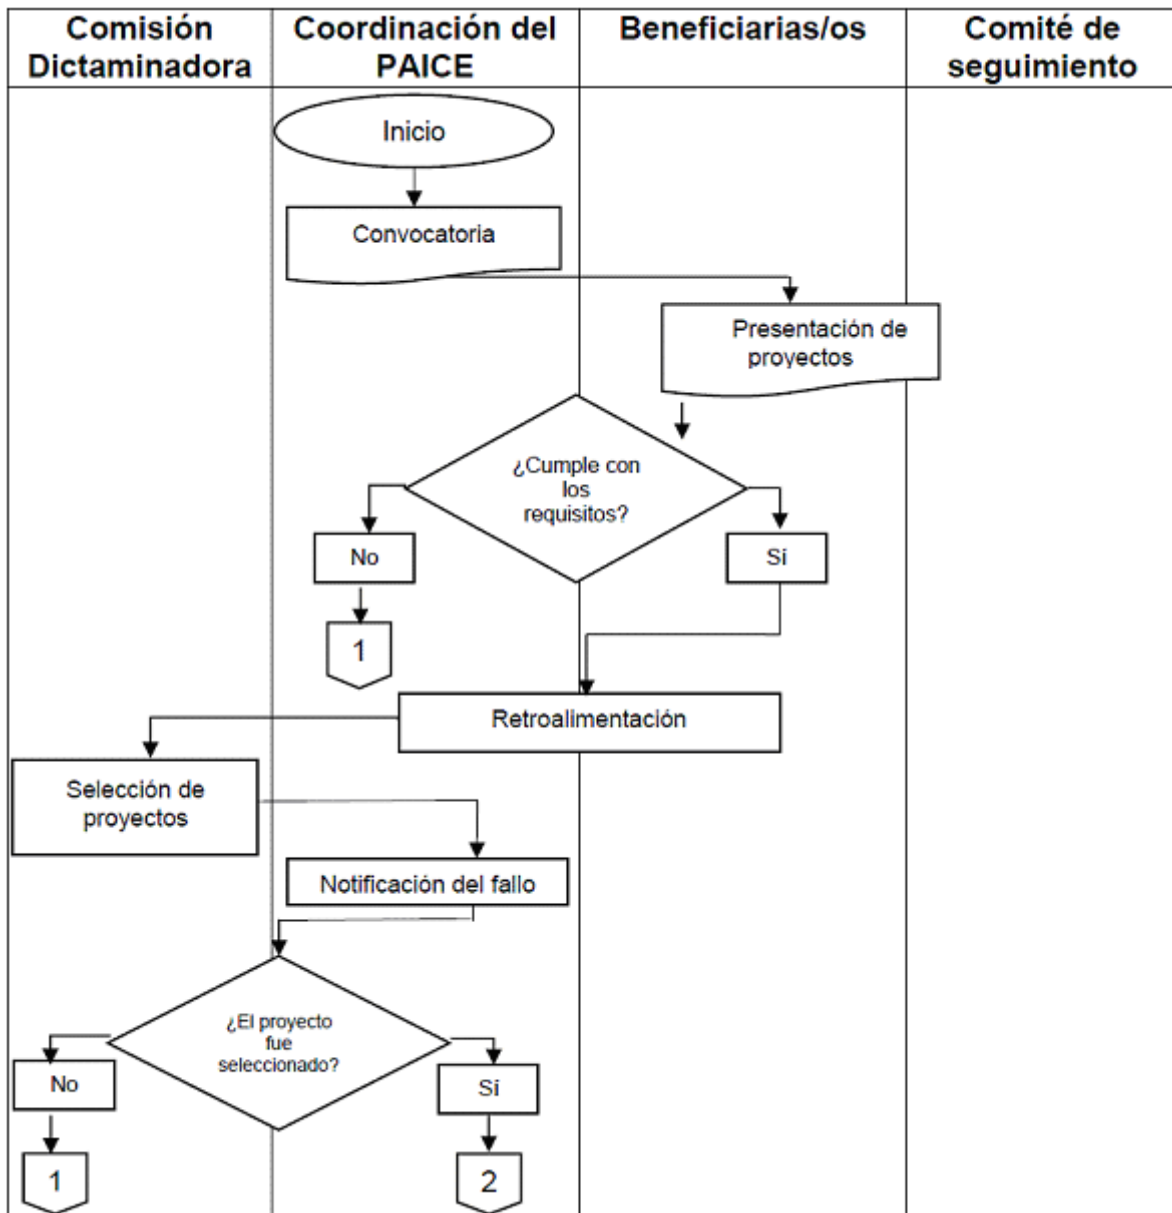 Comisión
Dictaminadora
Coordinación del
PAICE
Beneficiarias/os
Comité de
seguimiento
Inicio
Convocatoria
Presentación de
proyectos
¿Cumple con
los
requisitos?
No
Sí
1
Retroalimentación
Selección de
proyectos
Notificación del fallo
¿El proyecto
fue
seleccionado?
No
Sí
1
2